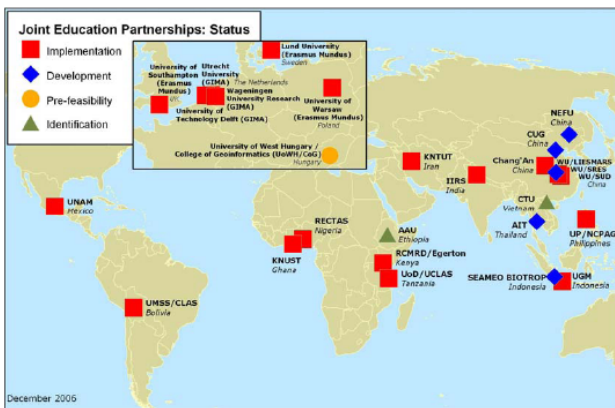 Joint Education Partnerships: Status
Implementation
Development
Pre-feasibility
Identification
Lund University
(Erasmus Mundus)
Sweden
University of
Southampton
(Erasmus
Mundus)
UK
Utrecht
University
(GIMA)
The Netherlands
Wageningen
University Research
(GIMA)
University of
Technology Delft (GIMA)
University of
Warsaw
(Erasmus Mundus)
Poland
University of West Hungary /
College of Geoinformatics (UoWH/CoG)
Hungary
NEFU
China
CUG
China
Chang'An
China
WU/LIESMARS
WU/SRES
WU/SUD
China
KNTUT
Iran
IIRS
India
CTU
Vietnam
AIT
Thailand
UP/NCPAG
Philippines
UNAM
Mexico
RECTAS
Nigeria
AAU
Ethiopia
KNUST
Ghana
RCMRD/Egerton
Kenya
UoD/UCLAS
Tanzania
SEAMEO BIOTROP
Indonesia
UGM
Indonesia
UMSS/CLAS
Bolivia
December 2006